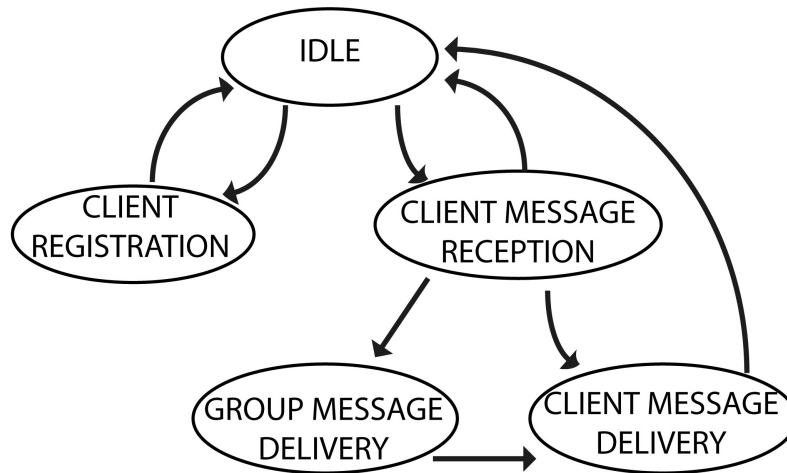 IDLE
CLIENT
REGISTRATION
CLIENT MESSAGE
RECEPTION
GROUP MESSAGE
DELIVERY
CLIENT MESSAGE
DELIVERY